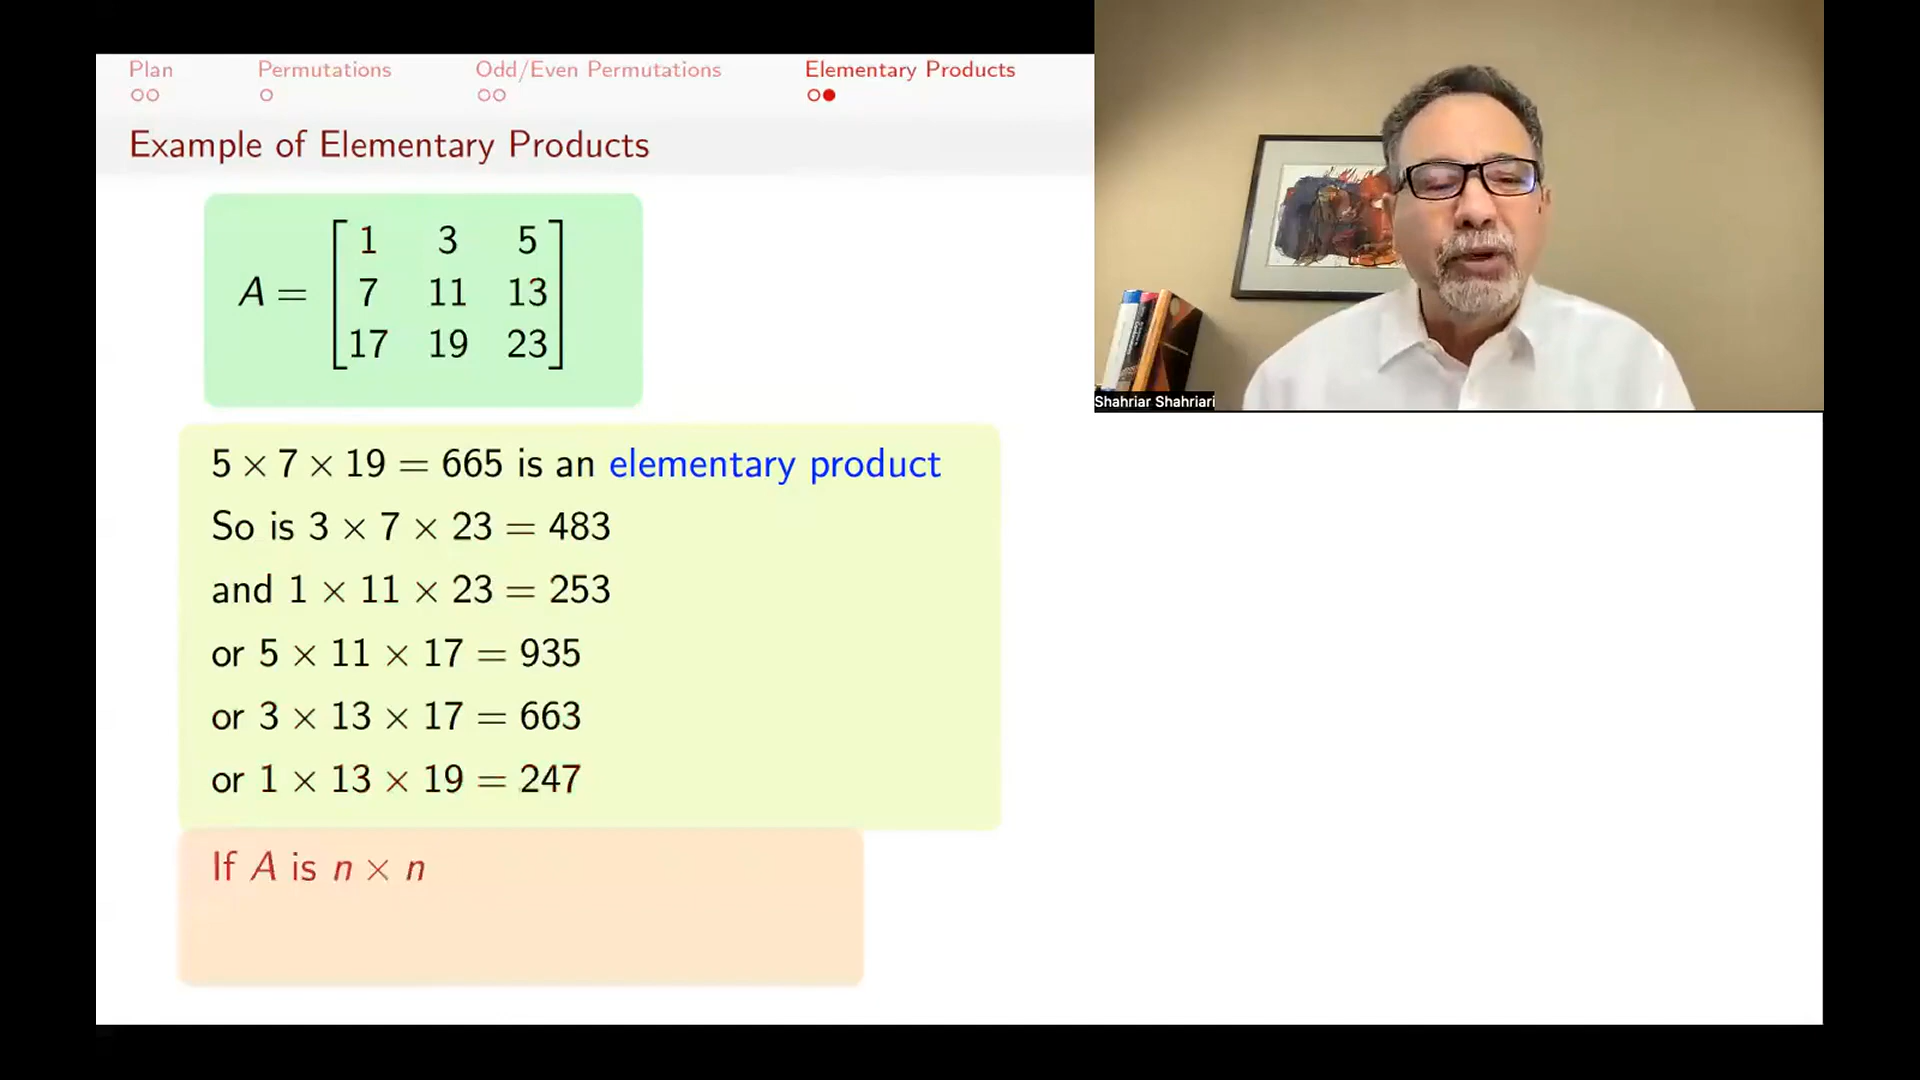 Plan Permutations Odd/Even Permutations Elementary Products
Example of Elementary Products
A = [1 3 5
7 11 13
17 19 23]
5 × 7 × 19 = 665 is an elementary product
So is 3 × 7 × 23 = 483
and 1 × 11 × 23 = 253
or 5 × 11 × 17 = 935
or 3 × 13 × 17 = 663
or 1 × 13 × 19 = 247
If A is n × n
Shahriar Shahriari